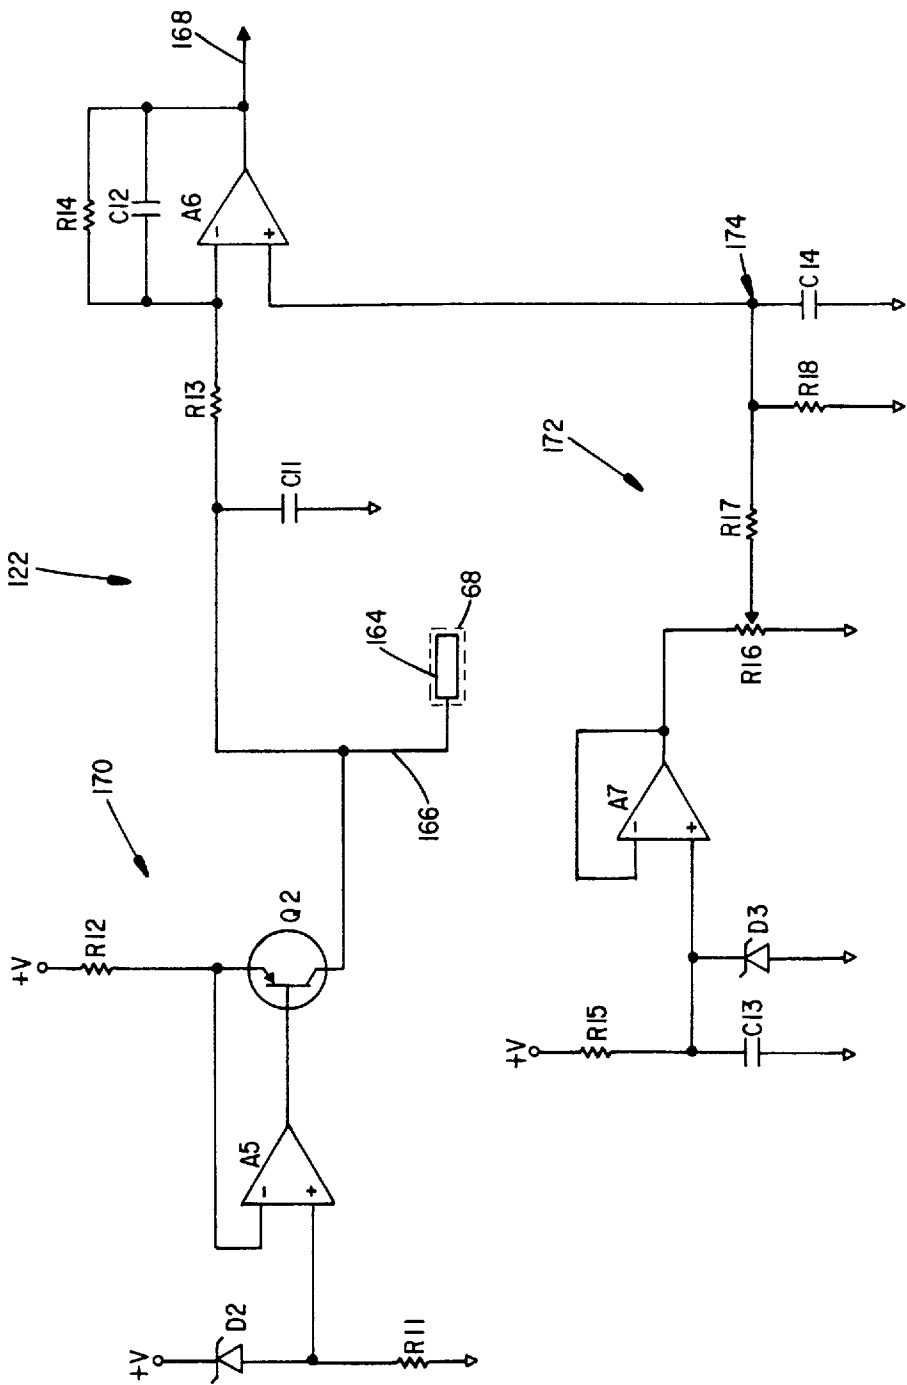 168
R14
C12
A6
−
+
174
C14
R18
R13
172
C11
R17
122
68
164
R16
166
170
A7
−
+
Q2
R12
+V
D3
C13
R15
+V
A5
−
+
D2
+V
R11